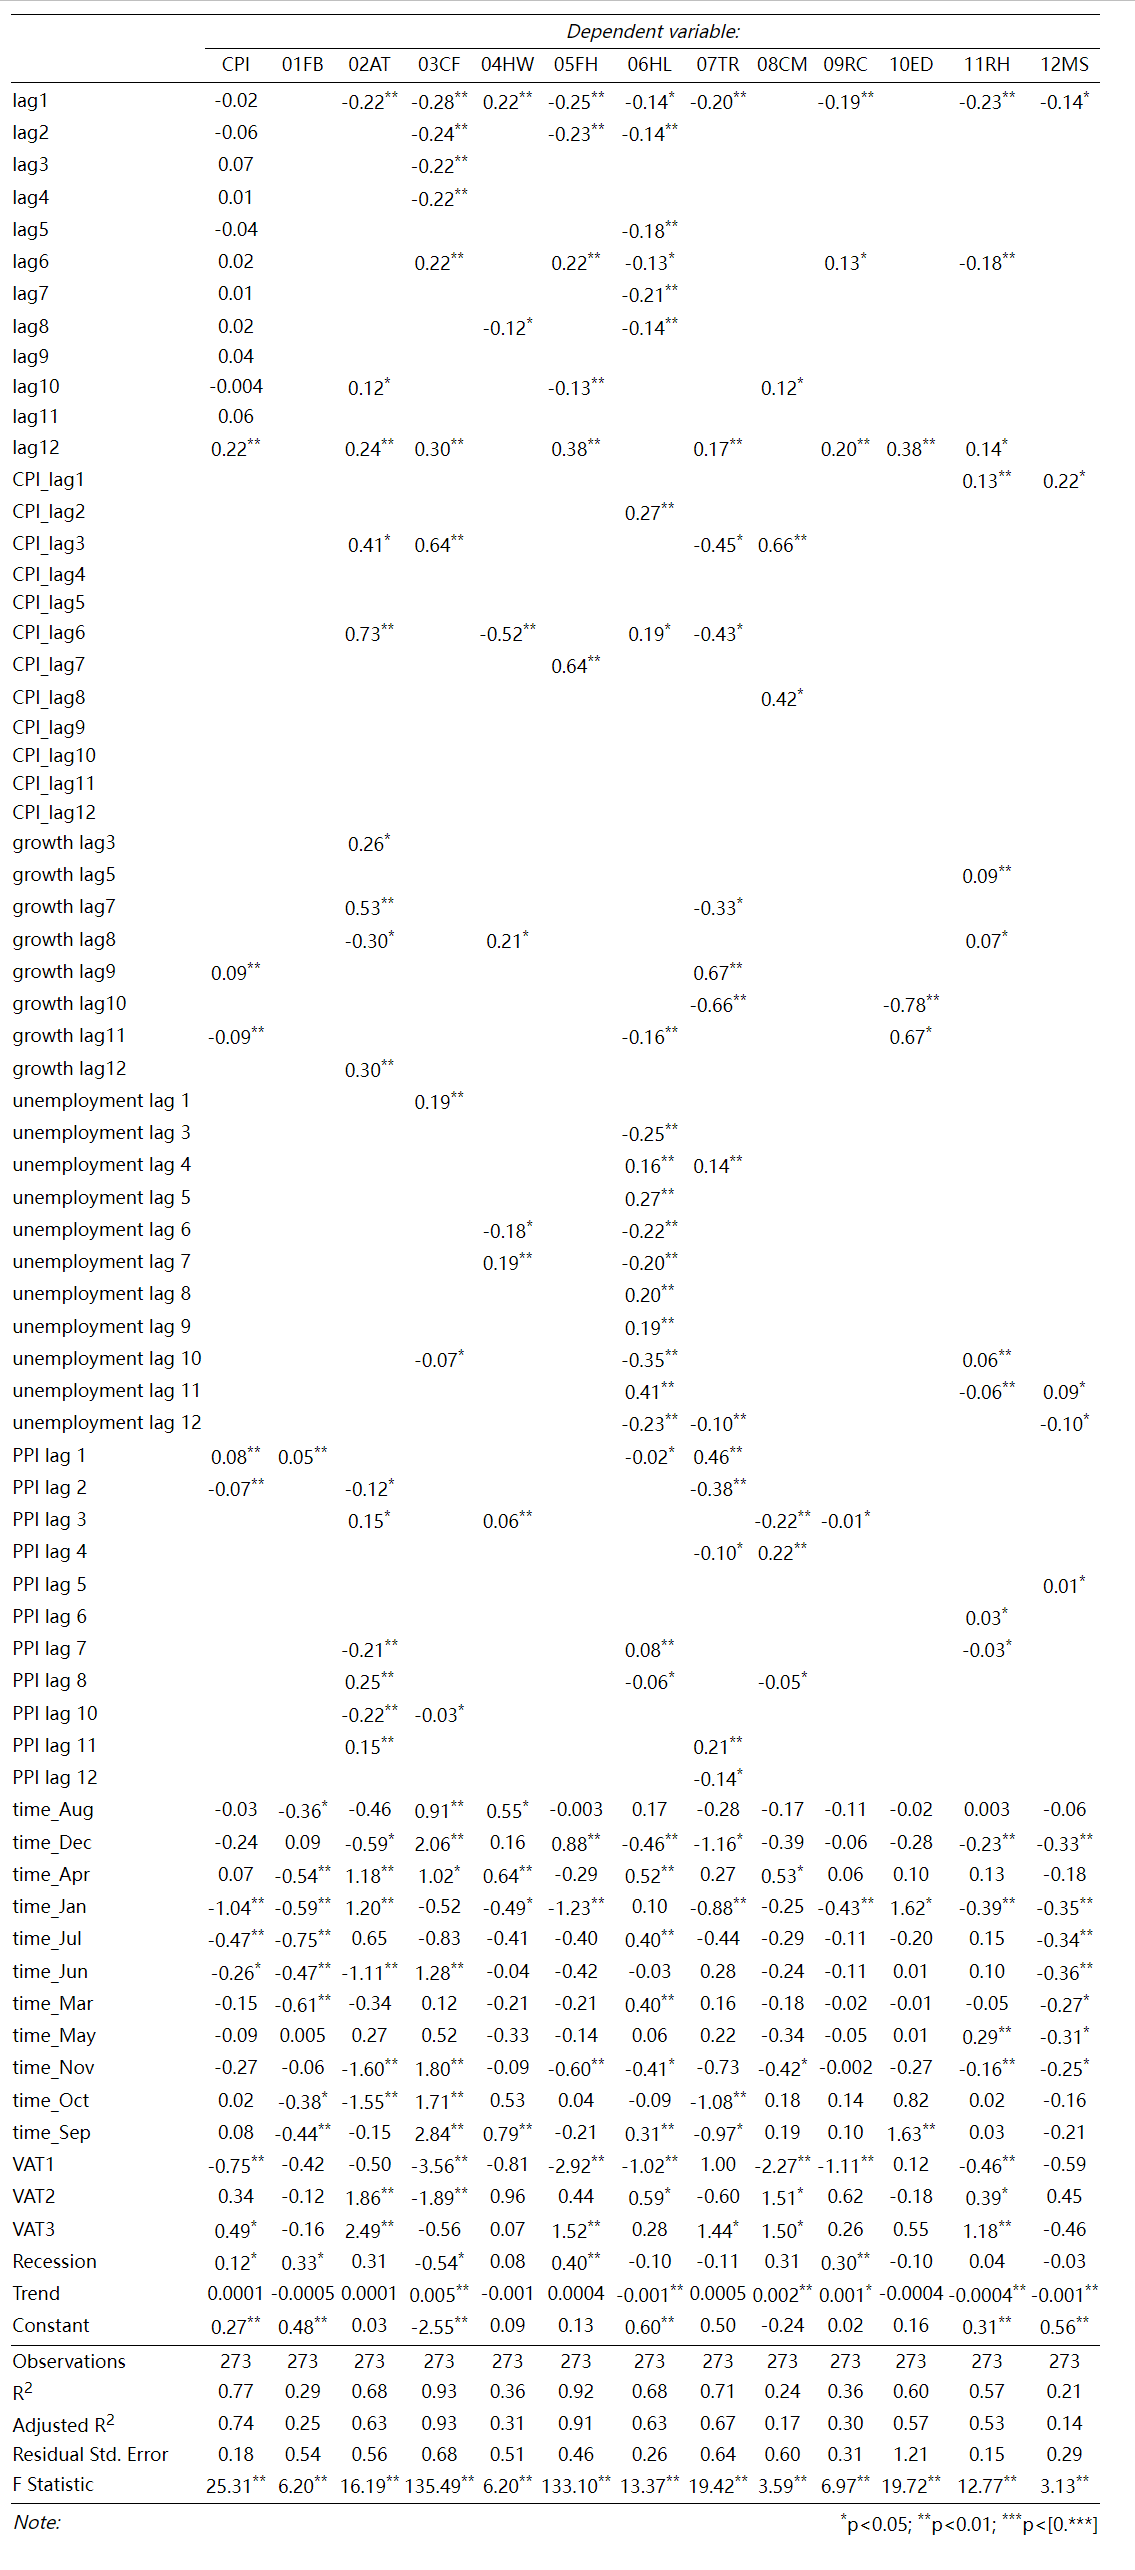 Dependent variable:
CPI 01FB 02AT 03CF 04HW 05FH 06HL 07TR 08CM 09RC 10ED 11RH 12MS
lag1 -0.02 -0.22** -0.28** 0.22** -0.25** -0.14* -0.20** -0.19** -0.23** -0.14*
lag2 -0.06 -0.24** -0.23** -0.14**
lag3 0.07 -0.22**
lag4 0.01 -0.22**
lag5 -0.04 -0.18**
lag6 0.02 0.22** 0.22** -0.13* 0.13* -0.18**
lag7 0.01 -0.21**
lag8 0.02 -0.12* -0.14**
lag9 0.04
lag10 -0.004 0.12* -0.13** 0.12*
lag11 0.06
lag12 0.22** 0.24** 0.30** 0.38** 0.17** 0.20** 0.38** 0.14*
CPI_lag1 0.13** 0.22*
CPI_lag2 0.27**
CPI_lag3 0.41* 0.64** -0.45* 0.66**
CPI_lag4
CPI_lag5
CPI_lag6 0.73** -0.52** 0.19* -0.43*
CPI_lag7 0.64**
CPI_lag8 0.42*
CPI_lag9
CPI_lag10
CPI_lag11
CPI_lag12
growth lag3 0.26*
growth lag5 0.09**
growth lag7 0.53** -0.33*
growth lag8 -0.30* 0.21* 0.07*
growth lag9 0.09** 0.67**
growth lag10 -0.66** -0.78**
growth lag11 -0.09** -0.16** 0.67*
growth lag12 0.30**
unemployment lag 1 0.19**
unemployment lag 3 -0.25**
unemployment lag 4 0.16** 0.14**
unemployment lag 5 0.27**
unemployment lag 6 -0.18* -0.22**
unemployment lag 7 0.19** -0.20**
unemployment lag 8 0.20**
unemployment lag 9 0.19**
unemployment lag 10 -0.07* -0.35** 0.06**
unemployment lag 11 0.41** -0.06** 0.09*
unemployment lag 12 -0.23** -0.10** -0.10*
PPI lag 1 0.08** 0.05** -0.02* 0.46**
PPI lag 2 -0.07** -0.12* -0.38**
PPI lag 3 0.15* 0.06** -0.22** -0.01*
PPI lag 4 -0.10* 0.22**
PPI lag 5 0.01*
PPI lag 6 0.03*
PPI lag 7 -0.21** 0.08** -0.03*
PPI lag 8 0.25** -0.06* -0.05*
PPI lag 10 -0.22** -0.03*
PPI lag 11 0.15** 0.21**
PPI lag 12 -0.14*
time_Aug -0.03 -0.36* -0.46 0.91** 0.55* -0.003 0.17 -0.28 -0.17 -0.11 -0.02 0.003 -0.06
time_Dec -0.24 0.09 -0.59* 2.06** 0.16 0.88** -0.46** -1.16* -0.39 -0.06 -0.28 -0.23** -0.33**
time_Apr 0.07 -0.54** 1.18** 1.02* 0.64** -0.29 0.52** 0.27 0.53* 0.06 0.10 0.13 -0.18
time_Jan -1.04** -0.59** 1.20** -0.52 -0.49* -1.23** 0.10 -0.88** -0.25 -0.43** 1.62* -0.39** -0.35**
time_Jul -0.47** -0.75** 0.65 -0.83 -0.41 -0.40 0.40** -0.44 -0.29 -0.11 -0.20 0.15 -0.34**
time_Jun -0.26* -0.47** -1.11** 1.28** -0.04 -0.42 -0.03 0.28 -0.24 -0.11 0.01 0.10 -0.36**
time_Mar -0.15 -0.61** -0.34 0.12 -0.21 -0.21 0.40** 0.16 -0.18 -0.02 -0.01 -0.05 -0.27*
time_May -0.09 0.005 0.27 0.52 -0.33 -0.14 0.06 0.22 -0.34 -0.05 0.01 0.29** -0.31*
time_Nov -0.27 -0.06 -1.60** 1.80** -0.09 -0.60** -0.41* -0.73 -0.42* -0.002 -0.27 -0.16** -0.25*
time_Oct 0.02 -0.38* -1.55** 1.71** 0.53 0.04 -0.09 -1.08** 0.18 0.14 0.82 0.02 -0.16
time_Sep 0.08 -0.44** -0.15 2.84** 0.79** -0.21 0.31** -0.97* 0.19 0.10 1.63** 0.03 -0.21
VAT1 -0.75** -0.42 -0.50 -3.56** -0.81 -2.92** -1.02** 1.00 -2.27** -1.11** 0.12 -0.46** -0.59
VAT2 0.34 -0.12 1.86** -1.89** 0.96 0.44 0.59* -0.60 1.51* 0.62 -0.18 0.39* 0.45
VAT3 0.49* -0.16 2.49** -0.56 0.07 1.52** 0.28 1.44* 1.50* 0.26 0.55 1.18** -0.46
Recession 0.12* 0.33* 0.31 -0.54* 0.08 0.40** -0.10 -0.11 0.31 0.30** -0.10 0.04 -0.03
Trend 0.0001 -0.0005 0.0001 0.005** -0.001 0.0004 -0.001** 0.0005 0.002** 0.001* -0.0004 -0.0004** -0.001**
Constant 0.27** 0.48** 0.03 -2.55** 0.09 0.13 0.60** 0.50 -0.24 0.02 0.16 0.31** 0.56**
Observations 273 273 273 273 273 273 273 273 273 273 273 273 273
R2 0.77 0.29 0.68 0.93 0.36 0.92 0.68 0.71 0.24 0.36 0.60 0.57 0.21
Adjusted R2 0.74 0.25 0.63 0.93 0.31 0.91 0.63 0.67 0.17 0.30 0.57 0.53 0.14
Residual Std. Error 0.18 0.54 0.56 0.68 0.51 0.46 0.26 0.64 0.60 0.31 1.21 0.15 0.29
F Statistic 25.31** 6.20** 16.19** 135.49** 6.20** 133.10** 13.37** 19.42** 3.59** 6.97** 19.72** 12.77** 3.13**
Note: *p<0.05; **p<0.01; ***p<[0.***]